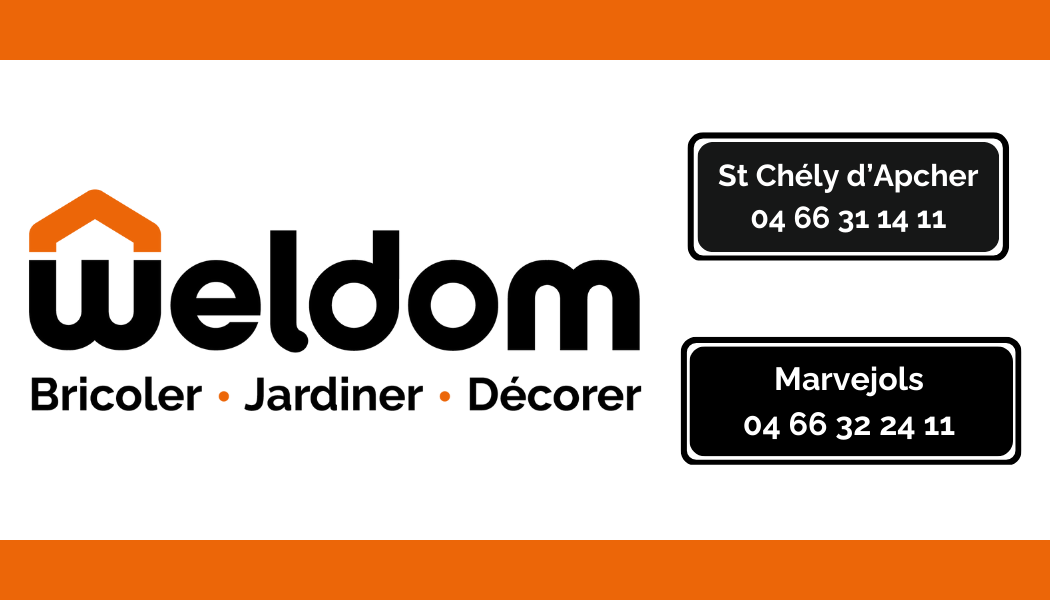 weldom
Bricoler • Jardiner • Décorer
St Chély d’Apcher
04 66 31 14 11
Marvejols
04 66 32 24 11